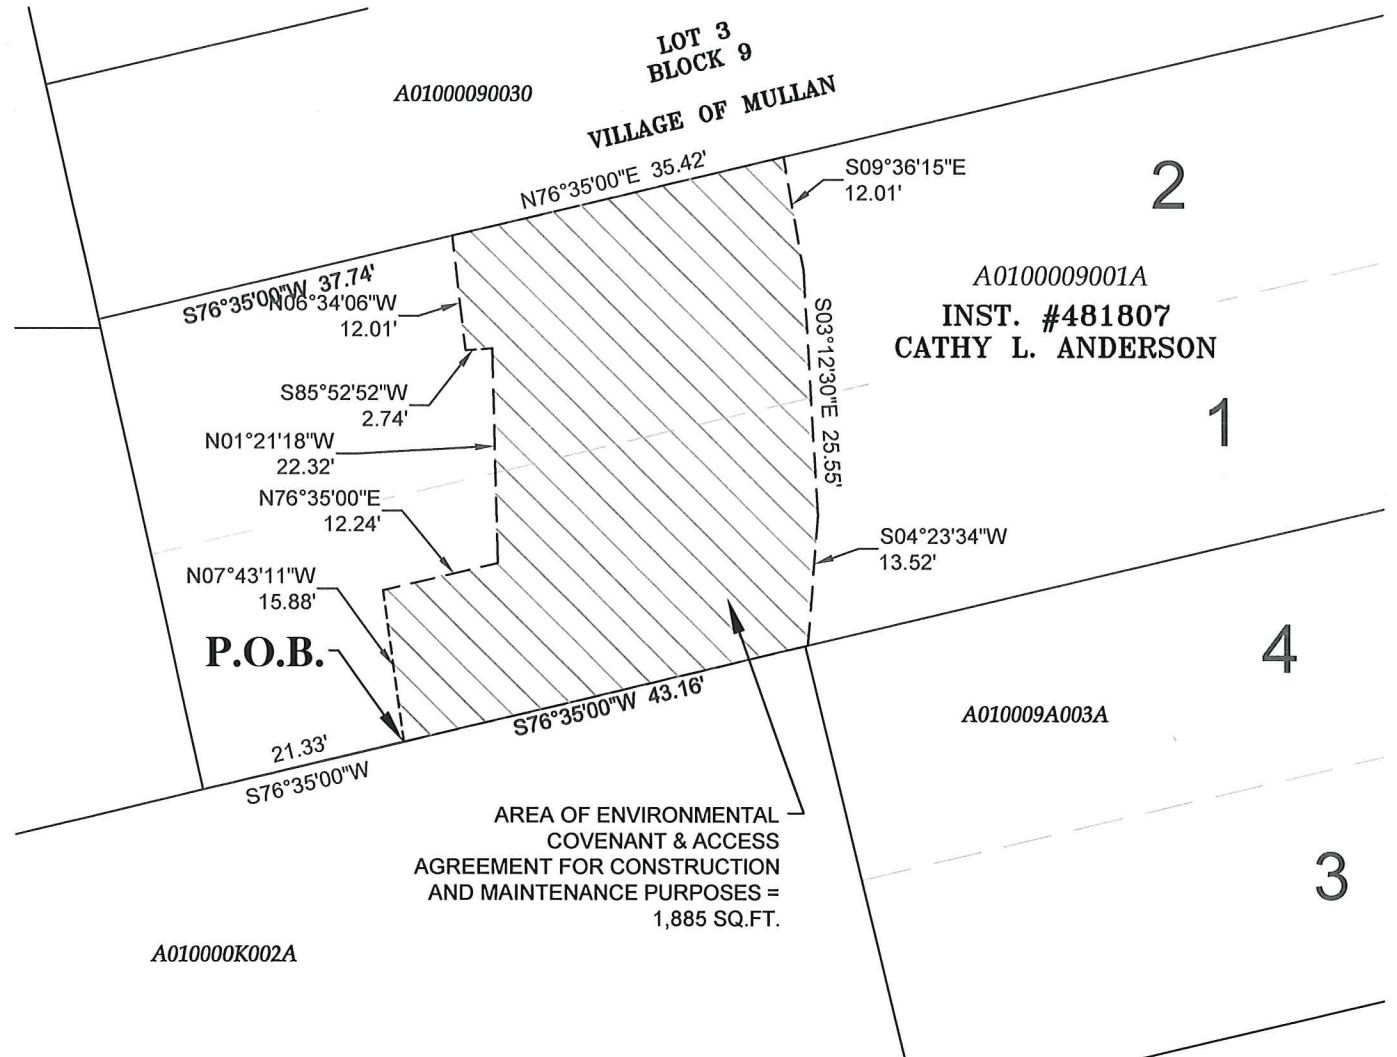 LOT 3
BLOCK 9
VILLAGE OF MULLAN
A01000090030
N76°35'00"E 35.42'
S09°36'15"E
12.01'
2
A0100009001A
INST. #481807
CATHY L. ANDERSON
S76°35'00"W 37.74'
N06°34'06"W
12.01'
S03°12'30"E 25.55'
S85°52'52"W
2.74'
1
N01°21'18"W
22.32'
N76°35'00"E
12.24'
S04°23'34"W
13.52'
N07°43'11"W
15.88'
P.O.B.
4
S76°35'00"W 43.16'
A010009A003A
21.33'
S76°35'00"W
AREA OF ENVIRONMENTAL
COVENANT & ACCESS
AGREEMENT FOR CONSTRUCTION
AND MAINTENANCE PURPOSES =
1,885 SQ.FT.
3
A010000K002A